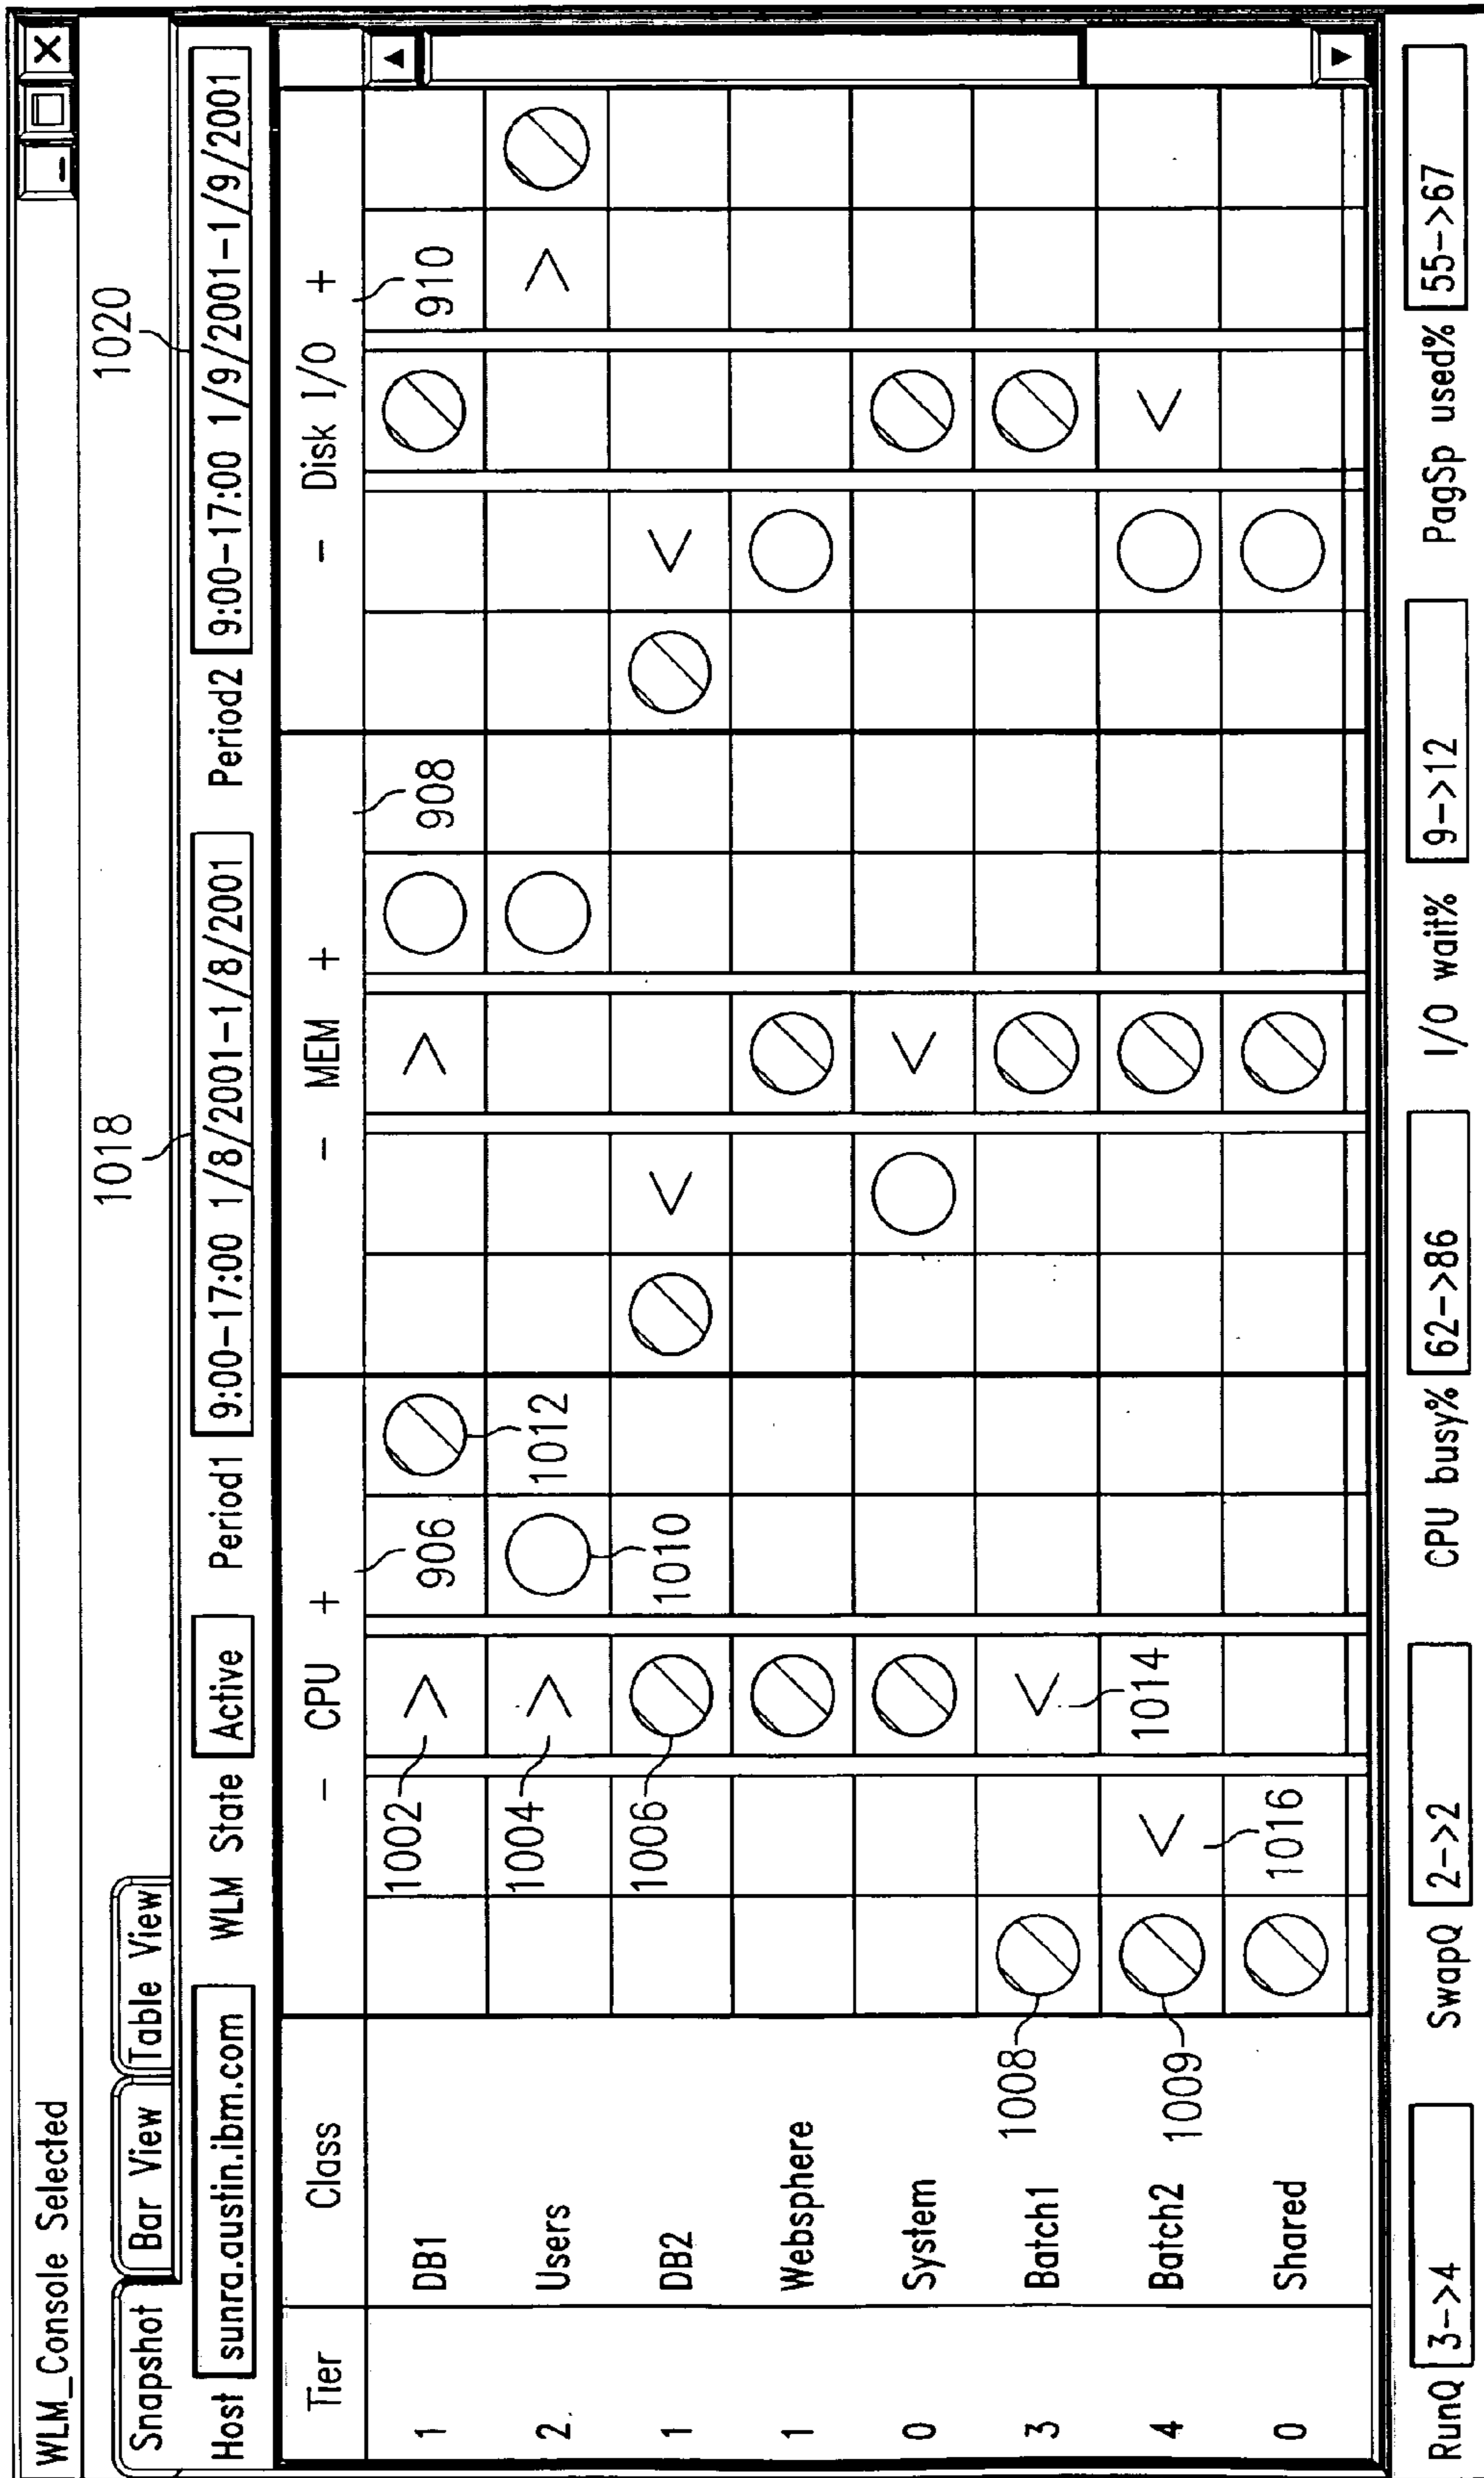 WLM_Console Selected
1018 1020
Snapshot Bar View Table View
Host sunra.austin.ibm.com WLM State Active Period1 9:00-17:00 1/8/2001-1/8/2001 Period2 9:00-17:00 1/9/2001-1/9/2001
Tier Class - CPU + - MEM + - Disk I/O +
1 DB1 1002 > 906 > 908 910
2 Users 1004 > 1012 >
1 DB2 1006 1010 < <
1 Websphere
0 System <
3 Batch1 1008 <
4 Batch2 1009 < 1014 <
0 Shared 1016
RunQ 3->4 SwapQ 2->2 CPU busy% 62->86 I/O wait% 9->12 PagSp used% 55->67